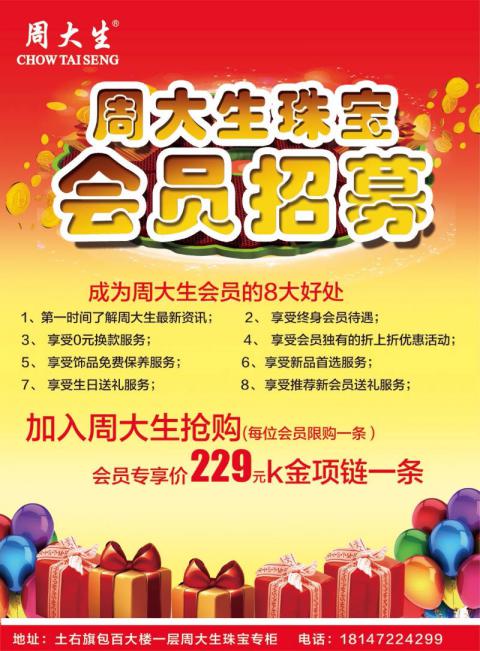 周大生®
CHOW TAI SENG
周大生珠宝
会员招募
成为周大生会员的8大好处
1、第一时间了解周大生最新资讯； 2、享受终身会员待遇；
3、享受0元换款服务； 4、享受会员独有的折上折优惠活动；
5、享受饰品免费保养服务； 6、享受新品首选服务；
7、享受生日送礼服务； 8、享受推荐新会员送礼服务；
加入周大生抢购(每位会员限购一条）
会员专享价229元k金项链一条
地址：土右旗包百大楼一层周大生珠宝专柜 电话：18147224299